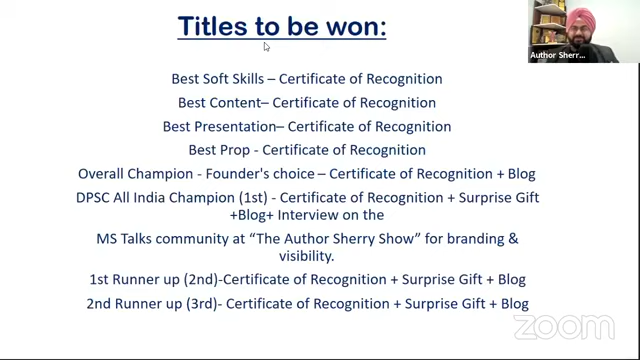 Titles to be won:
Author Sherr...
Best Soft Skills – Certificate of Recognition
Best Content– Certificate of Recognition
Best Presentation– Certificate of Recognition
Best Prop - Certificate of Recognition
Overall Champion - Founder's choice – Certificate of Recognition + Blog
DPSC All India Champion (1st) - Certificate of Recognition + Surprise Gift
+Blog+ Interview on the
MS Talks community at “The Author Sherry Show” for branding &
visibility.
1st Runner up (2nd)-Certificate of Recognition + Surprise Gift + Blog
2nd Runner up (3rd)- Certificate of Recognition + Surprise Gift + Blog
zoom